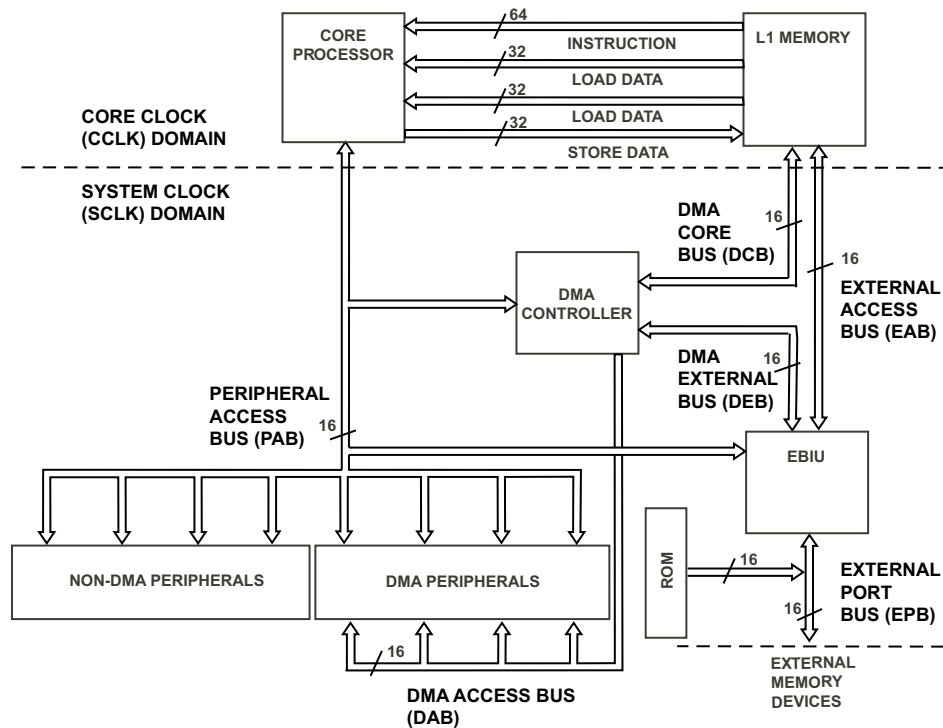 64
CORE
PROCESSOR
L1 MEMORY
INSTRUCTION
32
LOAD DATA
32
LOAD DATA
32
STORE DATA
CORE CLOCK
(CCLK) DOMAIN
SYSTEM CLOCK
(SCLK) DOMAIN
DMA
CORE
BUS (DCB)
16
16
EXTERNAL
ACCESS
BUS (EAB)
DMA
CONTROLLER
DMA
EXTERNAL
BUS (DEB)
16
PERIPHERAL
ACCESS
BUS (PAB)
16
EBIU
NON-DMA PERIPHERALS
DMA PERIPHERALS
ROM
16
EXTERNAL
PORT
BUS (EPB)
16
16
DMA ACCESS BUS
(DAB)
EXTERNAL
MEMORY
DEVICES